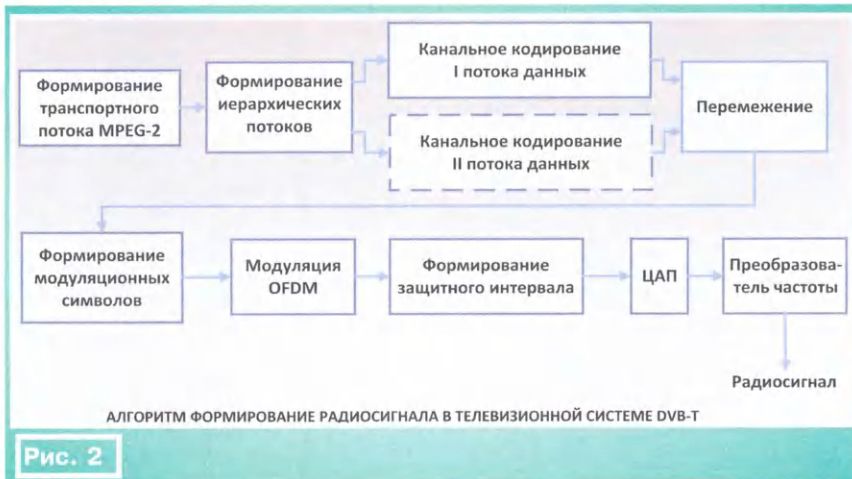 Формирование
транспортного
потока MPEG-2
Формирование
иерархических
потоков
Канальное кодирование
I потока данных
Канальное кодирование
II потока данных
Перемежение
Формирование
модуляционных
символов
Модуляция
OFDM
Формирование
защитного интервала
ЦАП
Преобразова-
тель частоты
Радиосигнал
АЛГОРИТМ ФОРМИРОВАНИЕ РАДИОСИГНАЛА В ТЕЛЕВИЗИОННОЙ СИСТЕМЕ DVB-T
Рис. 2